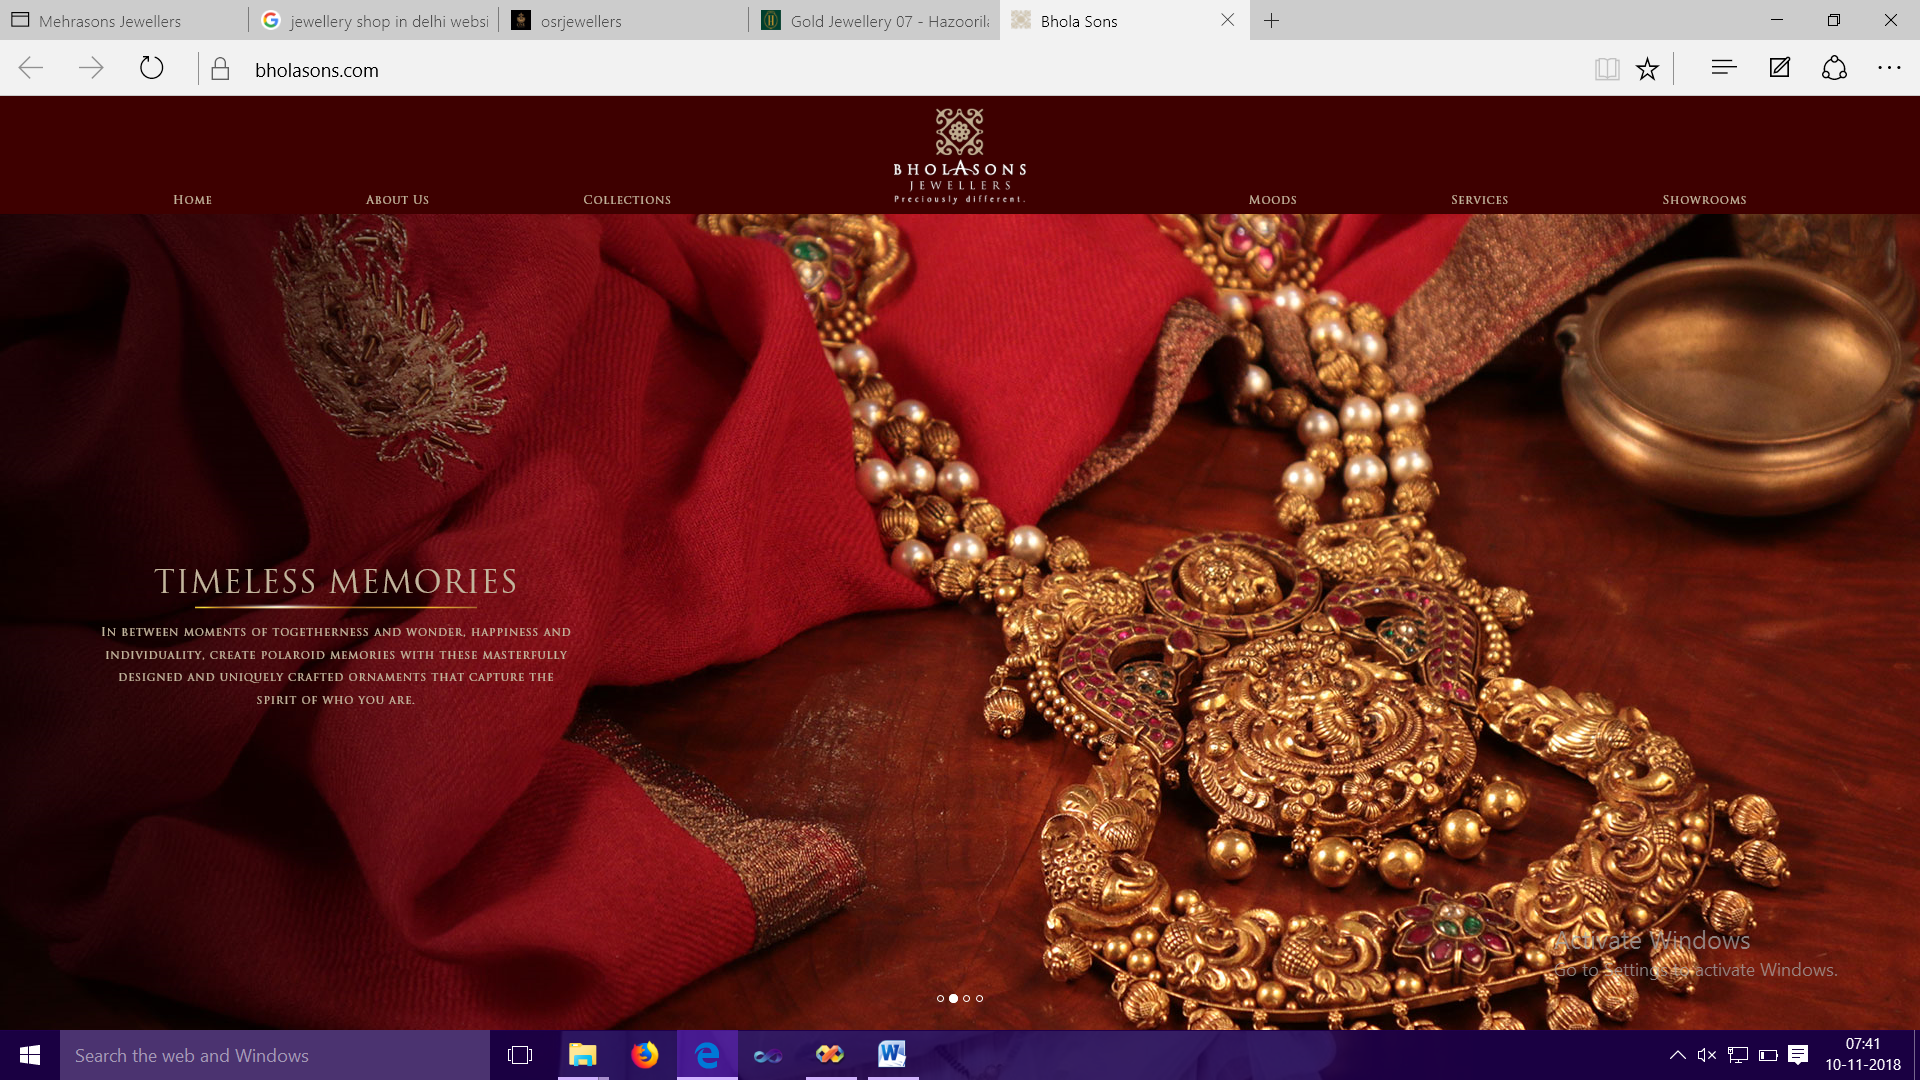 Mehrasons Jewellers
jewellery shop in delhi websi
osrjewellers
Gold Jewellery 07 - Hazooril
Bhola Sons
bholasons.com
BHOLASONS
JEWELLERS
Preciously different.
Home
About Us
Collections
Moods
Services
Showrooms
TIMELESS MEMORIES
In between moments of togetherness and wonder, happiness and
individuality, create polaroid memories with these masterfully
designed and uniquely crafted ornaments that capture the
spirit of who you are.
Activate Windows
Go to Settings to activate Windows.
Search the web and Windows
07:41
10-11-2018